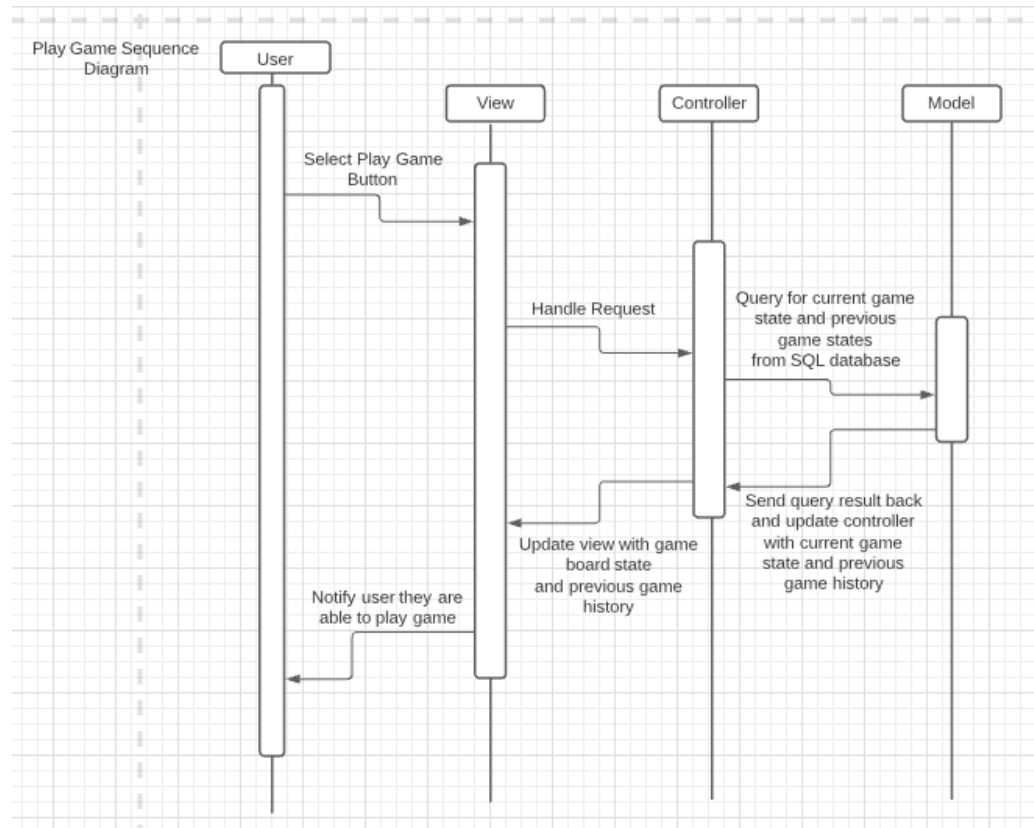 Play Game Sequence
Diagram
User
View
Controller
Model
Select Play Game
Button
Handle Request
Query for current game
state and previous
game states
from SQL database
Send query result back
and update controller
with current game
state and previous
game history
Update view with game
board state
and previous game
history
Notify user they are
able to play game